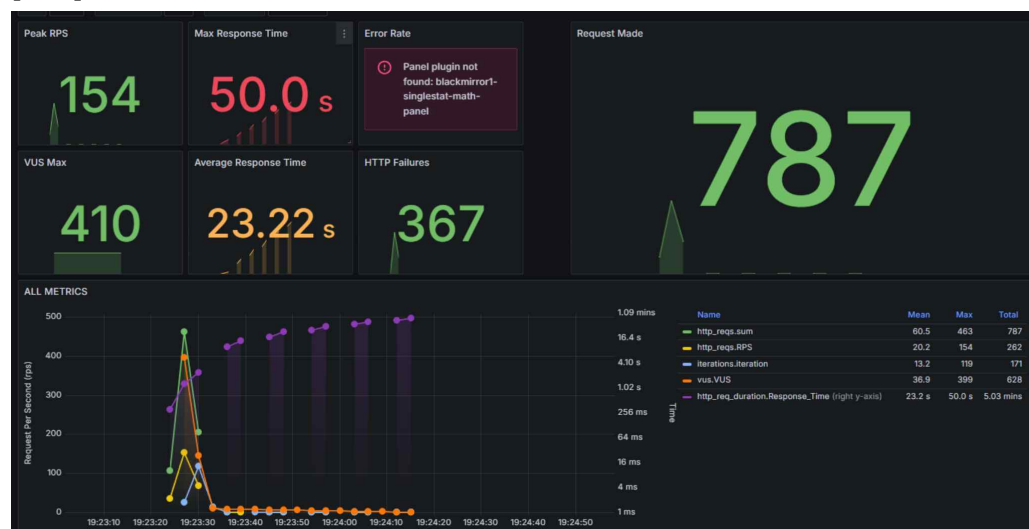 Peak RPS
Max Response Time
Error Rate
Request Made
154
50.0 s
Panel plugin not
found: blackmirror1-
singlestat-math-
panel
787
VUS Max
Average Response Time
HTTP Failures
410
23.22 s
367
ALL METRICS
500
400
300
200
100
0
Request Per Second (rps)
1.09 mins
16.4 s
4.10 s
1.02 s
256 ms
64 ms
16 ms
4 ms
1 ms
Time
19:23:10 19:23:20 19:23:30 19:23:40 19:23:50 19:24:00 19:24:10 19:24:20 19:24:30 19:24:40 19:24:50
Name Mean Max Total
http_reqs.sum 60.5 463 787
http_reqs.RPS 20.2 154 262
iterations.iteration 13.2 119 171
vus.VUS 36.9 399 628
http_req_duration.Response_Time (right y-axis) 23.2 s 50.0 s 5.03 mins